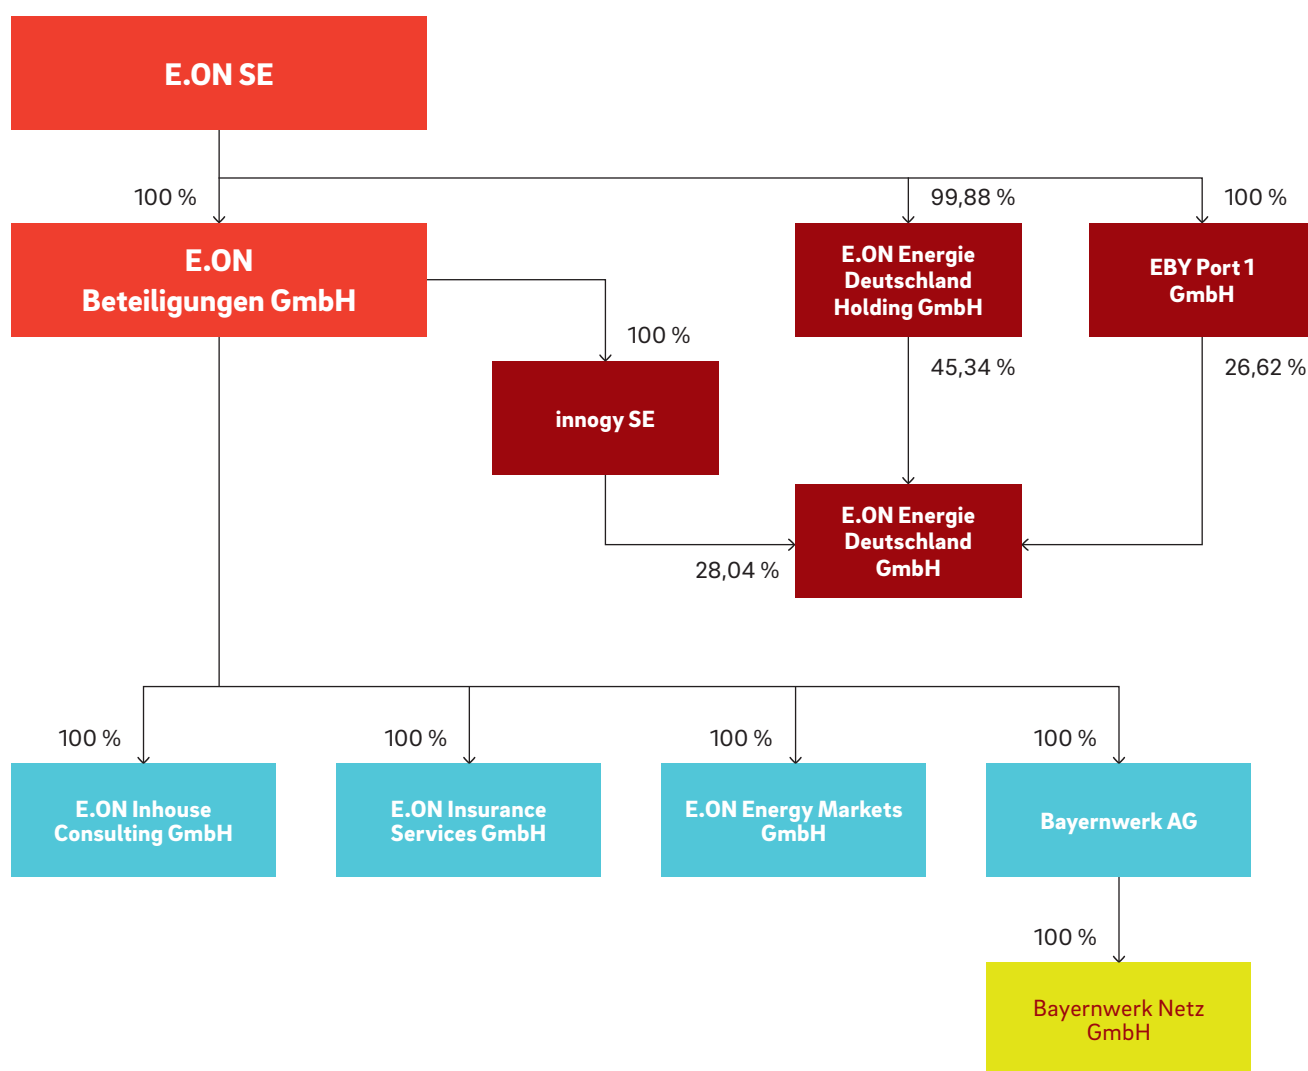 E.ON SE
100 %
99,88 %
100 %
E.ON
Beteiligungen GmbH
E.ON Energie
Deutschland
Holding GmbH
EBY Port 1
GmbH
100 %
45,34 %
26,62 %
innogy SE
E.ON Energie
Deutschland
GmbH
28,04 %
100 %
100 %
100 %
100 %
E.ON Inhouse
Consulting GmbH
E.ON Insurance
Services GmbH
E.ON Energy Markets
GmbH
Bayernwerk AG
100 %
Bayernwerk Netz
GmbH